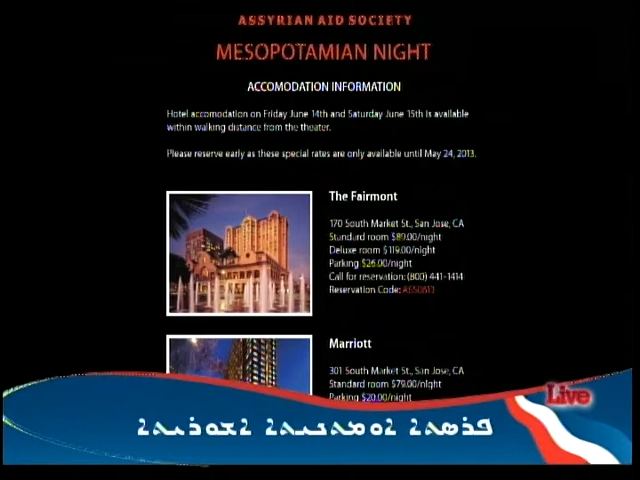 ASSYRIAN AID SOCIETY
MESOPOTAMIAN NIGHT
ACCOMODATION INFORMATION
Hotel accomodation on Friday June 14th and Saturday June 15th is available
within walking distance from the theater.
Please reserve early as these special rates are only available until May 24, 2013.
The Fairmont
170 South Market St., San Jose, CA
Standard room $89.00/night
Deluxe room $119.00/night
Parking $26.00/night
Call for reservation: (800) 441-1414
Reservation Code:
Marriott
301 South Market St., San Jose, CA
Standard room $79.00/night
Parking $20.00/night
Live
ܦܪܣܬܐ ܐܘܡܬܢܝܬܐ ܐܫܘܪܝܬܐ